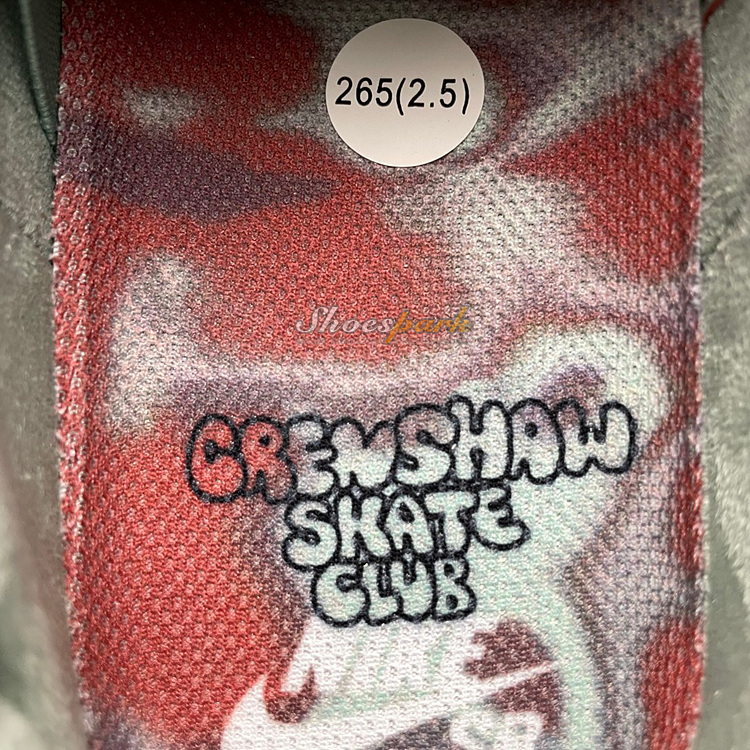 265(2.5)
Shoespark
CRENSHAW
SKATE
CLUB